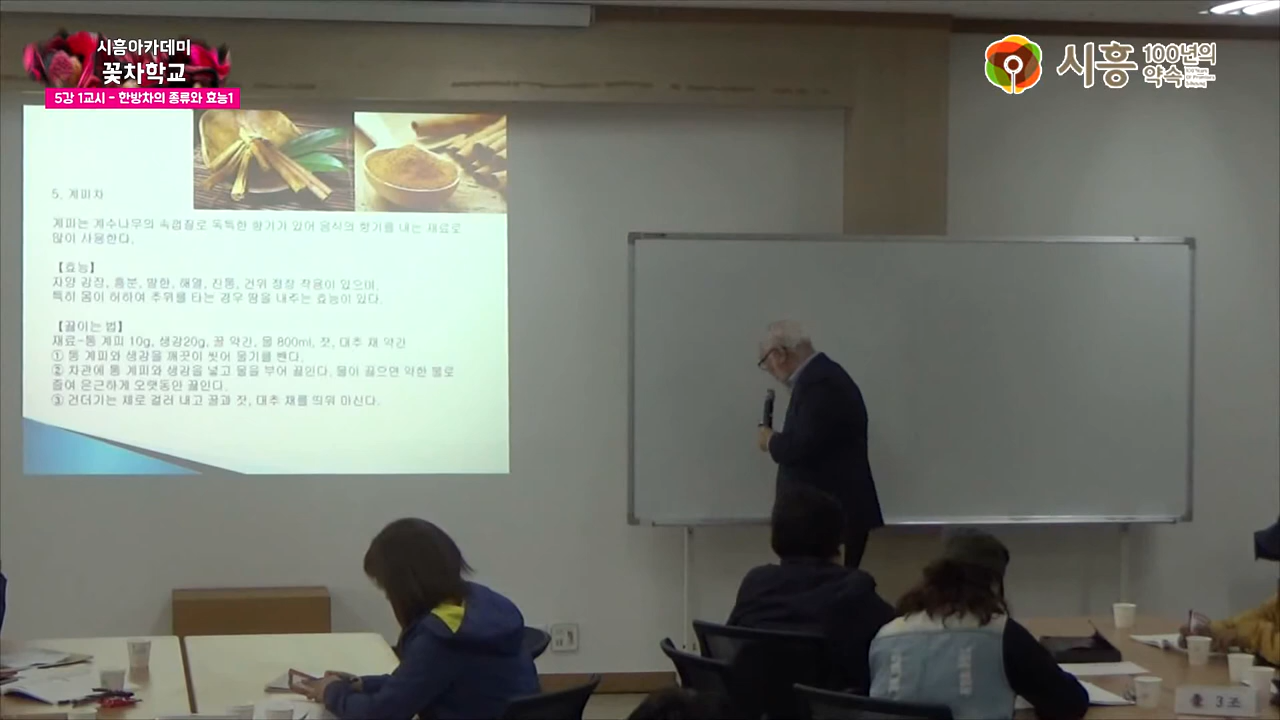 시흥아카데미
꽃차학교
5강 1교시 - 한방차의 종류와 효능1
시흥 100년의
약속
5. 계피차
계피는 계수나무의 속껍질로 독특한 향기가 있어 음식의 향기를 내는 재료로
많이 사용한다.
【효능】
자양 강장, 흥분, 발한, 해열, 진통, 건위 정장 작용이 있으며,
특히 몸이 허하여 추위를 타는 경우 땀을 내주는 효능이 있다.
【끓이는 법】
재료-통 계피 10g, 생강20g, 꿀 약간, 물 800ml, 잣, 대추 채 약간
① 통 계피와 생강을 깨끗이 씻어 물기를 뺀다.
② 차관에 통 계피와 생강을 넣고 물을 부어 끓인다. 물이 끓으면 약한 불로
줄여 은근하게 오랫동안 끓인다.
③ 건더기는 체로 걸러 내고 꿀과 잣, 대추 채를 띄워 마신다.
3조